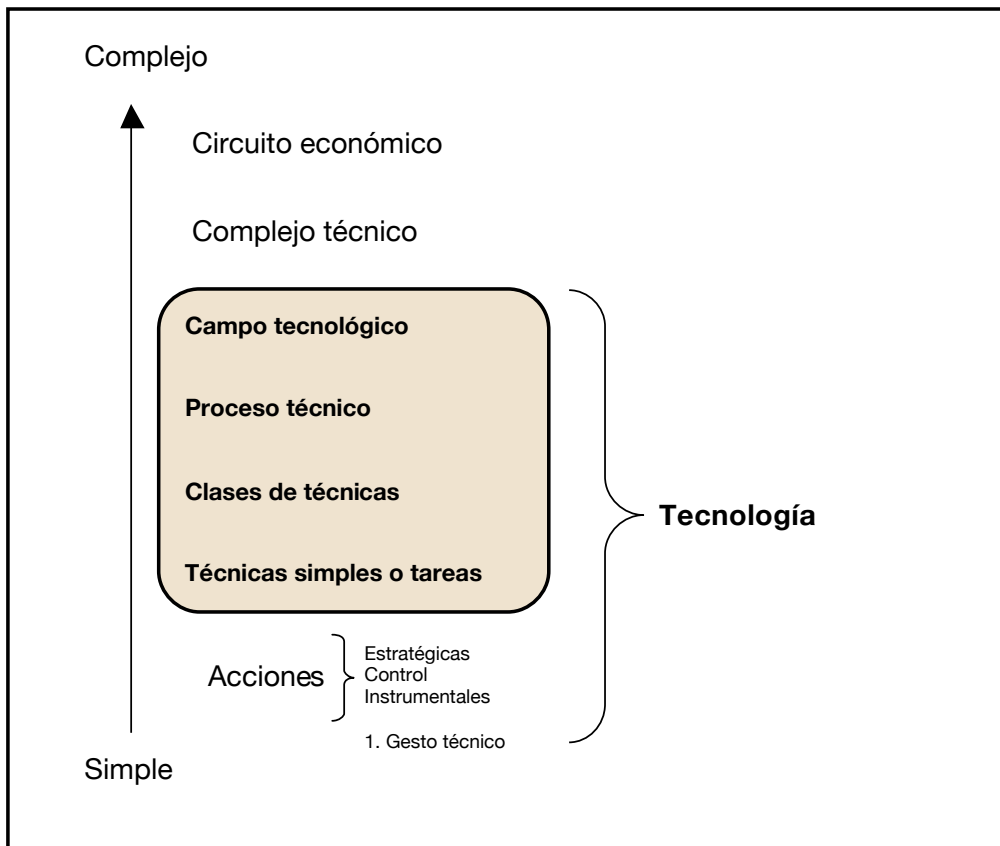 Complejo
Circuito económico
Complejo técnico
Campo tecnológico
Proceso técnico
Clases de técnicas
Tecnología
Técnicas simples o tareas
Acciones
Estratégicas
Control
Instrumentales
1. Gesto técnico
Simple